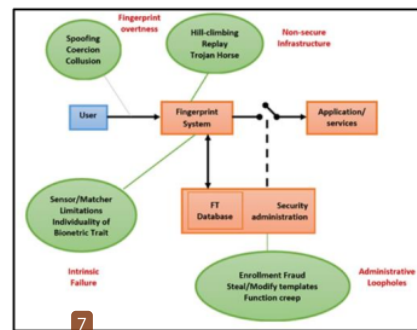 Fingerprint
overtness
Spoofing
Coercion
Collusion
Hill-climbing
Replay
Trojan Horse
Non-secure
Infrastructure
User
Fingerprint
System
Application/
services
Sensor/Matcher
Limitations
Individuality of
Biometric Trait
FT
Database
Security
administration
Intrinsic
Failure
Enrollment Fraud
Steal/Modify templates
Function creep
Administrative
Loopholes
7